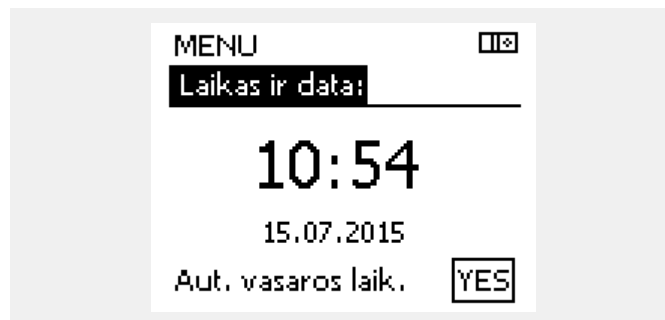 MENU
Laikas ir data:
10:54
15.07.2015
Aut. vasaros laik. YES